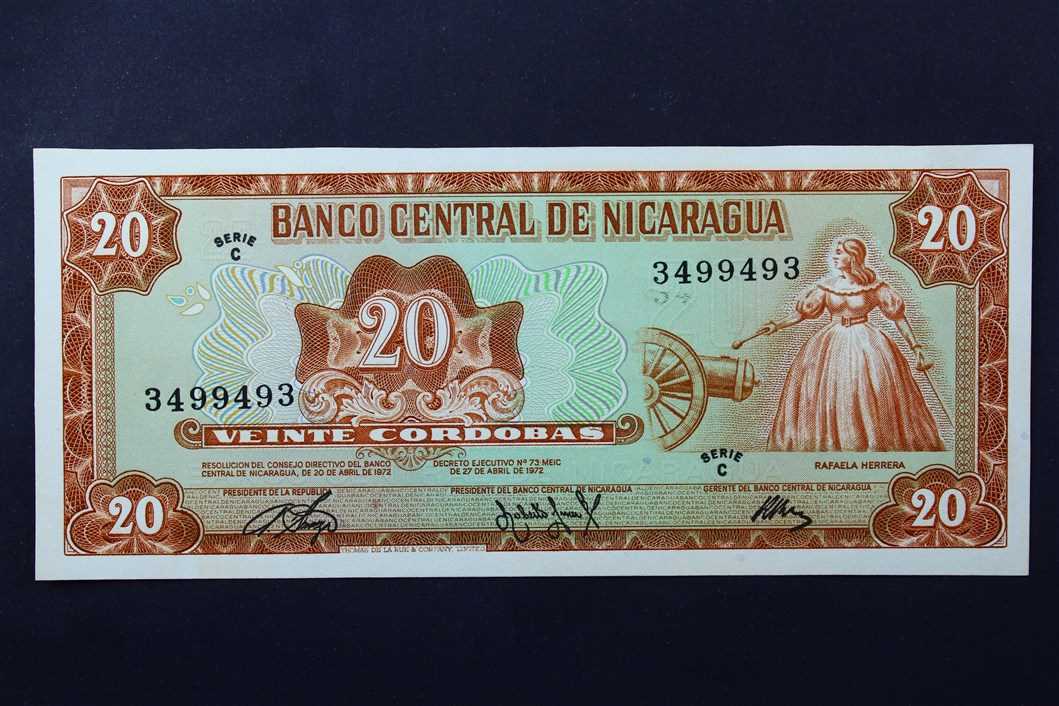 20
BANCO CENTRAL DE NICARAGUA
20
SERIE
C
3499493
20
3499493
VEINTE CORDOBAS
RESOLUCION DEL CONSEJO DIRECTIVO DEL BANCO
CENTRAL DE NICARAGUA, DE 20 DE ABRIL DE 1972
DECRETO EJECUTIVO Nº 73 MEIC
DE 27 DE ABRIL DE 1972
SERIE
C
RAFAELA HERRERA
20
PRESIDENTE DE LA REPUBLICA
PRESIDENTE DEL BANCO CENTRAL DE NICARAGUA
GERENTE DEL BANCO CENTRAL DE NICARAGUA
20
THOMAS DE LA RUE & COMPANY, LIMITED